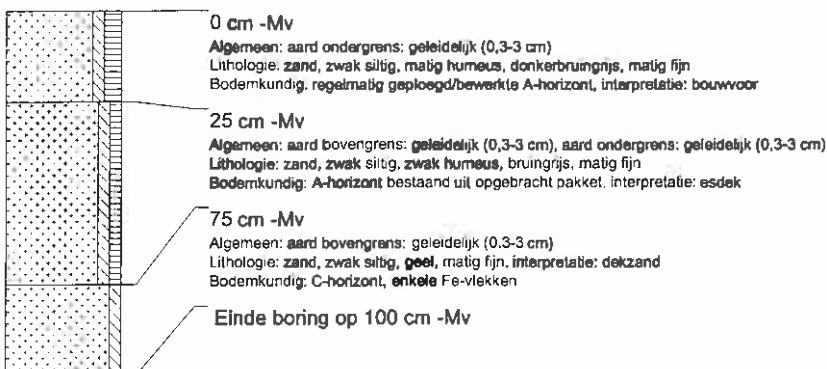 0 cm -Mv
Algemeen: aard ondergrens: geleidelijk (0,3-3 cm)
Lithologie: zand, zwak siltig, matig humeus, donkerbruingrijs, matig fijn
Bodemkundig: regelmatig geploegd/bewerkte A-horizont, interpretatie: bouwvoor
25 cm -Mv
Algemeen: aard bovengrens: geleidelijk (0,3-3 cm), aard ondergrens: geleidelijk (0,3-3 cm)
Lithologie: zand, zwak siltig, zwak humeus, bruingrijs, matig fijn
Bodemkundig: A-horizont bestaand uit opgebracht pakket, interpretatie: esdek
75 cm -Mv
Algemeen: aard bovengrens: geleidelijk (0.3-3 cm)
Lithologie: zand, zwak siltig, geel, matig fijn, interpretatie: dekzand
Bodemkundig: C-horizont, enkele Fe-vlekken
Einde boring op 100 cm -Mv